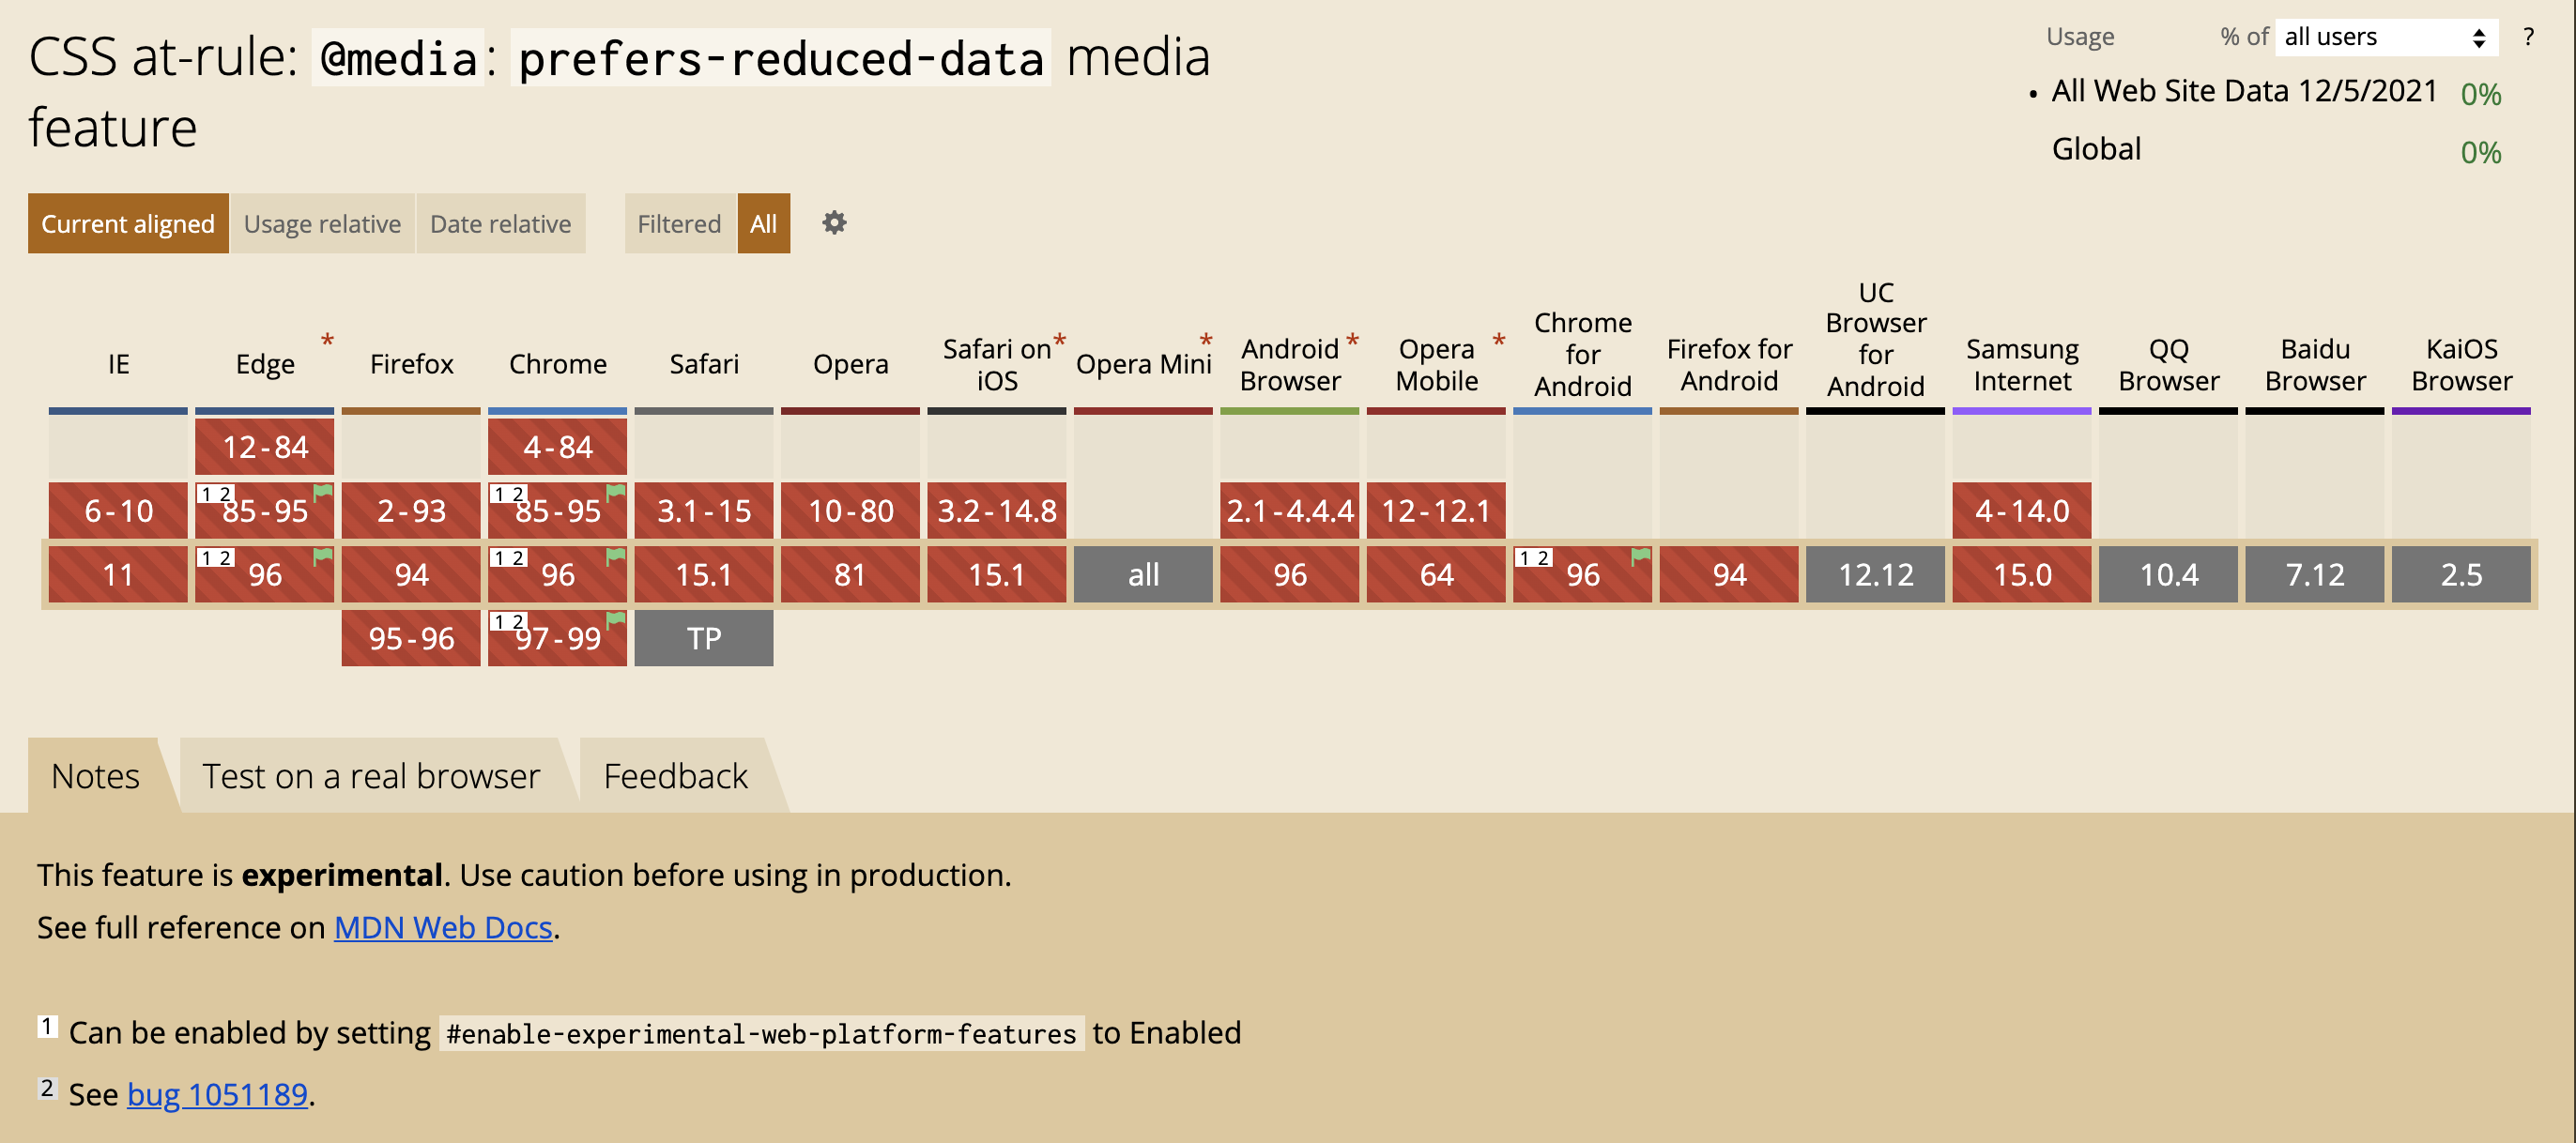 CSS at-rule: @media: prefers-reduced-data media
feature
Usage % of all users ?
• All Web Site Data 12/5/2021 0%
Global 0%
Current aligned Usage relative Date relative Filtered All
IE
Edge *
Firefox
Chrome
Safari
Opera
Safari on *
iOS
Opera Mini *
Android *
Browser
Opera *
Mobile
Chrome
for
Android
Firefox for
Android
UC
Browser
for
Android
Samsung
Internet
QQ
Browser
Baidu
Browser
KaiOS
Browser
12-84 4-84
6-10 1 2 85-95 2-93 1 2 85-95 3.1-15 10-80 3.2-14.8 2.1-4.4.4 12-12.1 4-14.0
11 1 2 96 94 1 2 96 15.1 81 15.1 all 96 64 1 2 96 94 12.12 15.0 10.4 7.12 2.5
95-96 1 2 97-99 TP
Notes Test on a real browser Feedback
This feature is experimental. Use caution before using in production.
See full reference on MDN Web Docs.
1 Can be enabled by setting #enable-experimental-web-platform-features to Enabled
2 See bug 1051189.